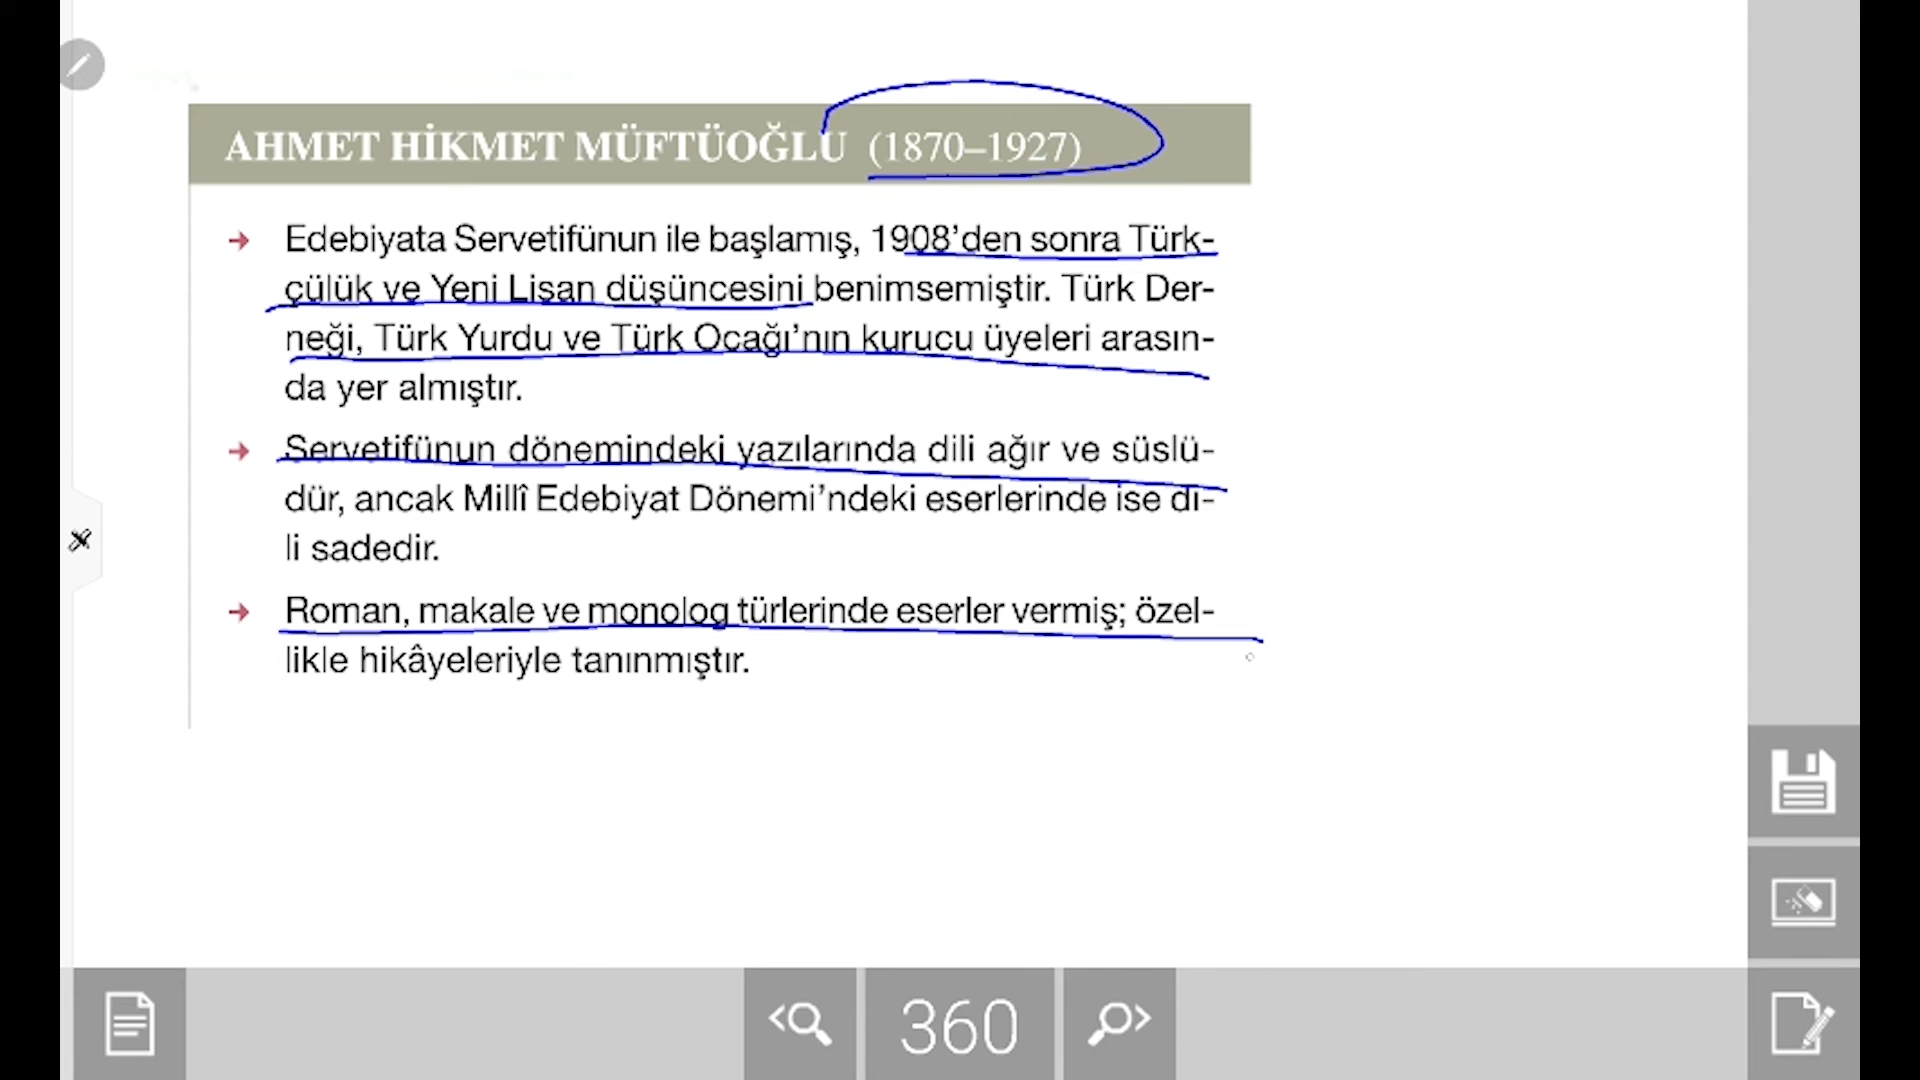 AHMET HİKMET MÜFTÜOĞLU (1870–1927)
Edebiyata Servetifünun ile başlamış, 1908’den sonra Türk-
çülük ve Yeni Lisan düşüncesini benimsemiştir. Türk Der-
neği, Türk Yurdu ve Türk Ocağı’nın kurucu üyeleri arasın-
da yer almıştır.
Servetifünun dönemindeki yazılarında dili ağır ve süslü-
dür, ancak Millî Edebiyat Dönemi’ndeki eserlerinde ise di-
li sadedir.
Roman, makale ve monolog türlerinde eserler vermiş; özel-
likle hikâyeleriyle tanınmıştır.
360